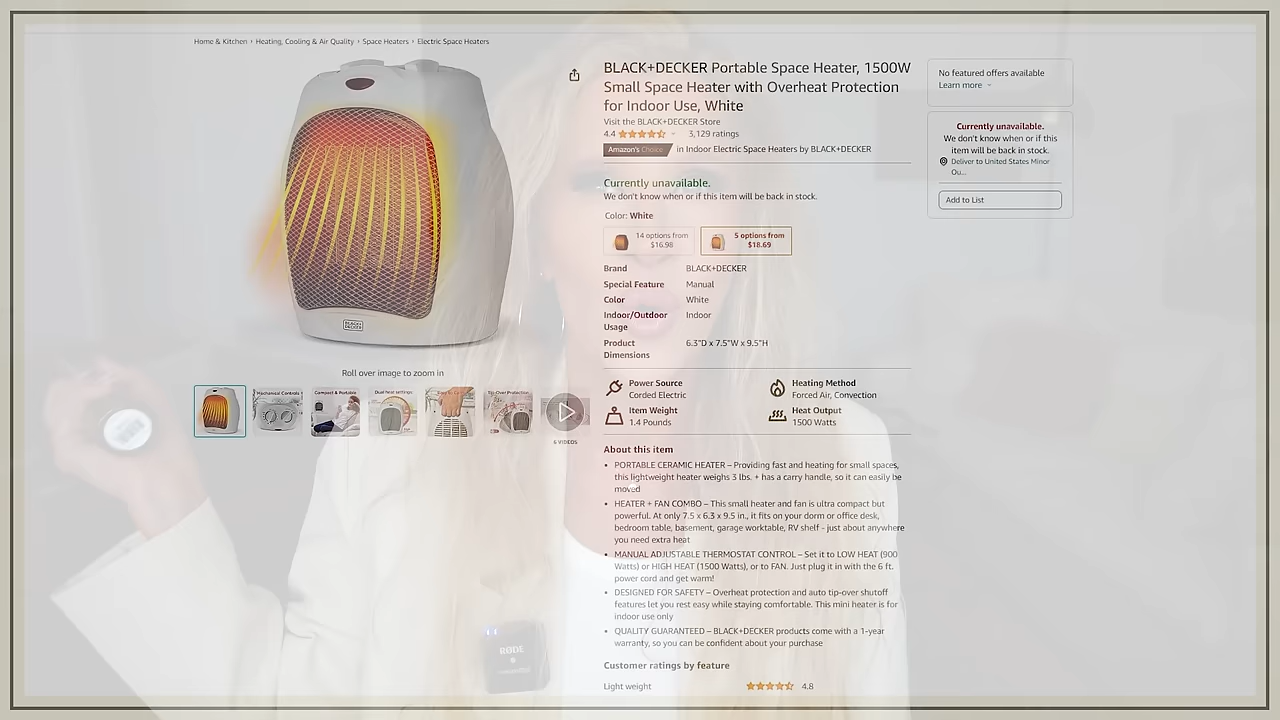 Home & Kitchen › Heating, Cooling & Air Quality › Space Heaters › Electric Space Heaters
BLACK+DECKER Portable Space Heater, 1500W
Small Space Heater with Overheat Protection
for Indoor Use, White
Visit the BLACK+DECKER Store
4.4
3,129 ratings
Amazon's Choice in Indoor Electric Space Heaters by BLACK+DECKER
Currently unavailable.
We don't know when or if this item will be back in stock.
Color: White
14 options from
$16.98
5 options from
$18.69
Brand BLACK+DECKER
Special Feature Manual
Color White
Indoor/Outdoor Indoor
Usage
Product 6.3"D x 7.5"W x 9.5"H
Dimensions
Power Source
Corded Electric
Heating Method
Forced Air, Convection
Item Weight
1.4 Pounds
Heat Output
1500 Watts
About this item
• PORTABLE CERAMIC HEATER – Providing fast and heating for small spaces,
this lightweight heater weighs 3 lbs. + has a carry handle, so it can easily be
moved
• HEATER + FAN COMBO – This small heater and fan is ultra compact but
powerful. At only 7.5 x 6.3 x 9.5 in., it fits on your dorm or office desk,
bedroom table, basement, garage worktable, RV shelf - just about anywhere
you need extra heat
• MANUAL ADJUSTABLE THERMOSTAT CONTROL – Set it to LOW HEAT (900
Watts) or HIGH HEAT (1500 Watts), or to FAN. Just plug it in with the 6 ft.
power cord and get warm!
• DESIGNED FOR SAFETY – Overheat protection and auto tip-over shutoff
features let you rest easy while staying comfortable. This mini heater is for
indoor use only
• QUALITY GUARANTEED – BLACK+DECKER products come with a 1-year
warranty, so you can be confident about your purchase
Customer ratings by feature
Light weight 4.8
No featured offers available
Learn more
Currently unavailable.
We don't know when or if this
item will be back in stock.
Deliver to United States Minor
Ou...
Add to List
BLACK+
DECKER
Roll over image to zoom in
Mechanical Controls
Compact & Portable
Dual heat settings
Tip-Over Protection
6 VIDEOS
RØDE